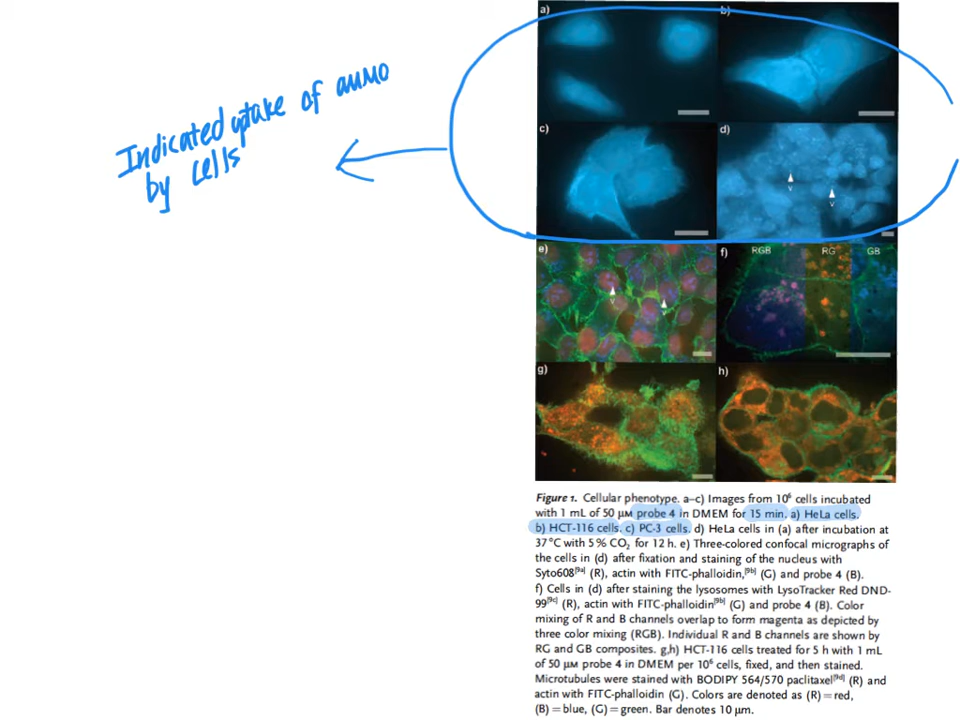 Indicated uptake of ammo
by cells
a)
b)
c)
d)
v
v
e)
v
v
f)
RGB
RG
GB
g)
h)
Figure 1. Cellular phenotype. a–c) Images from 10⁶ cells incubated
with 1 mL of 50 μM probe 4 in DMEM for 15 min. a) HeLa cells.
b) HCT-116 cells. c) PC-3 cells. d) HeLa cells in (a) after incubation at
37°C with 5% CO₂ for 12 h. e) Three-colored confocal micrographs of
the cells in (d) after fixation and staining of the nucleus with
Syto608[9a] (R), actin with FITC-phalloidin,[9b] (G) and probe 4 (B).
f) Cells in (d) after staining the lysosomes with LysoTracker Red DND-
99[9c] (R), actin with FITC-phalloidin[9b] (G) and probe 4 (B). Color
mixing of R and B channels overlap to form magenta as depicted by
three color mixing (RGB). Individual R and B channels are shown by
RG and GB composites. g,h) HCT-116 cells treated for 5 h with 1 mL
of 50 μM probe 4 in DMEM per 10⁶ cells, fixed, and then stained.
Microtubules were stained with BODIPY 564/570 paclitaxel[9d] (R) and
actin with FITC-phalloidin (G). Colors are denoted as (R)=red,
(B)=blue, (G)=green. Bar denotes 10 μm.